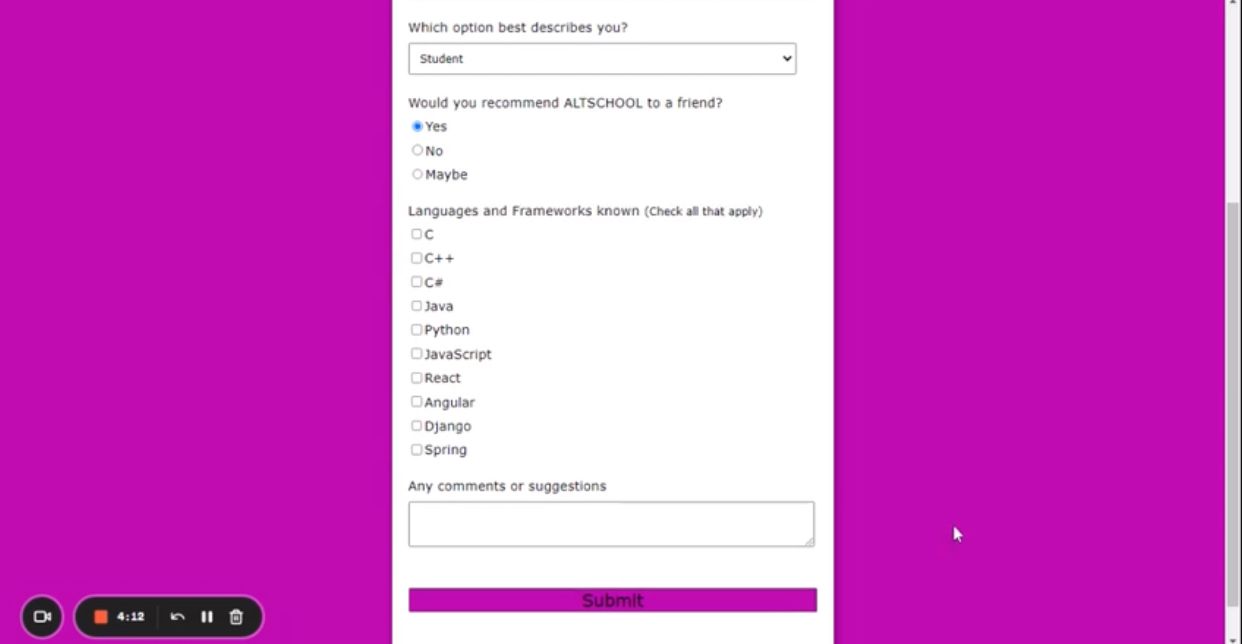 Which option best describes you?
Student
Would you recommend ALTSCHOOL to a friend?
Yes
No
Maybe
Languages and Frameworks known (Check all that apply)
C
C++
C#
Java
Python
JavaScript
React
Angular
Django
Spring
Any comments or suggestions
Submit
4:12